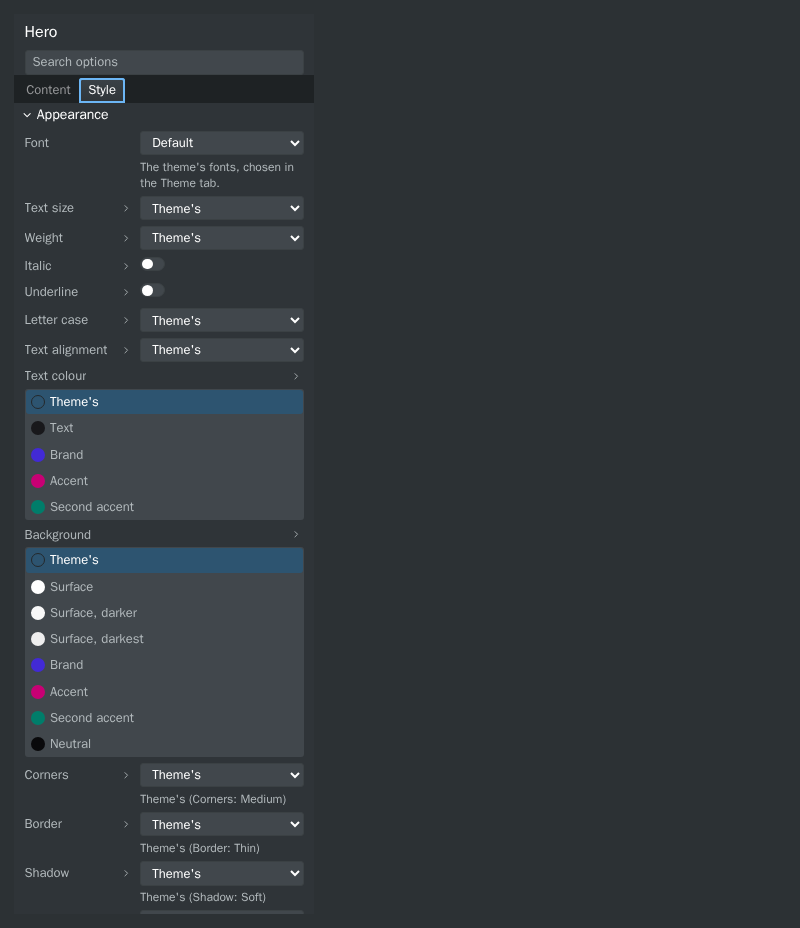 Hero
Search options
Content Style
Appearance
Font Default
The theme's fonts, chosen in
the Theme tab.
Text size Theme's
Weight Theme's
Italic
Underline
Letter case Theme's
Text alignment Theme's
Text colour
Theme's
Text
Brand
Accent
Second accent
Background
Theme's
Surface
Surface, darker
Surface, darkest
Brand
Accent
Second accent
Neutral
Corners Theme's
Theme's (Corners: Medium)
Border Theme's
Theme's (Border: Thin)
Shadow Theme's
Theme's (Shadow: Soft)